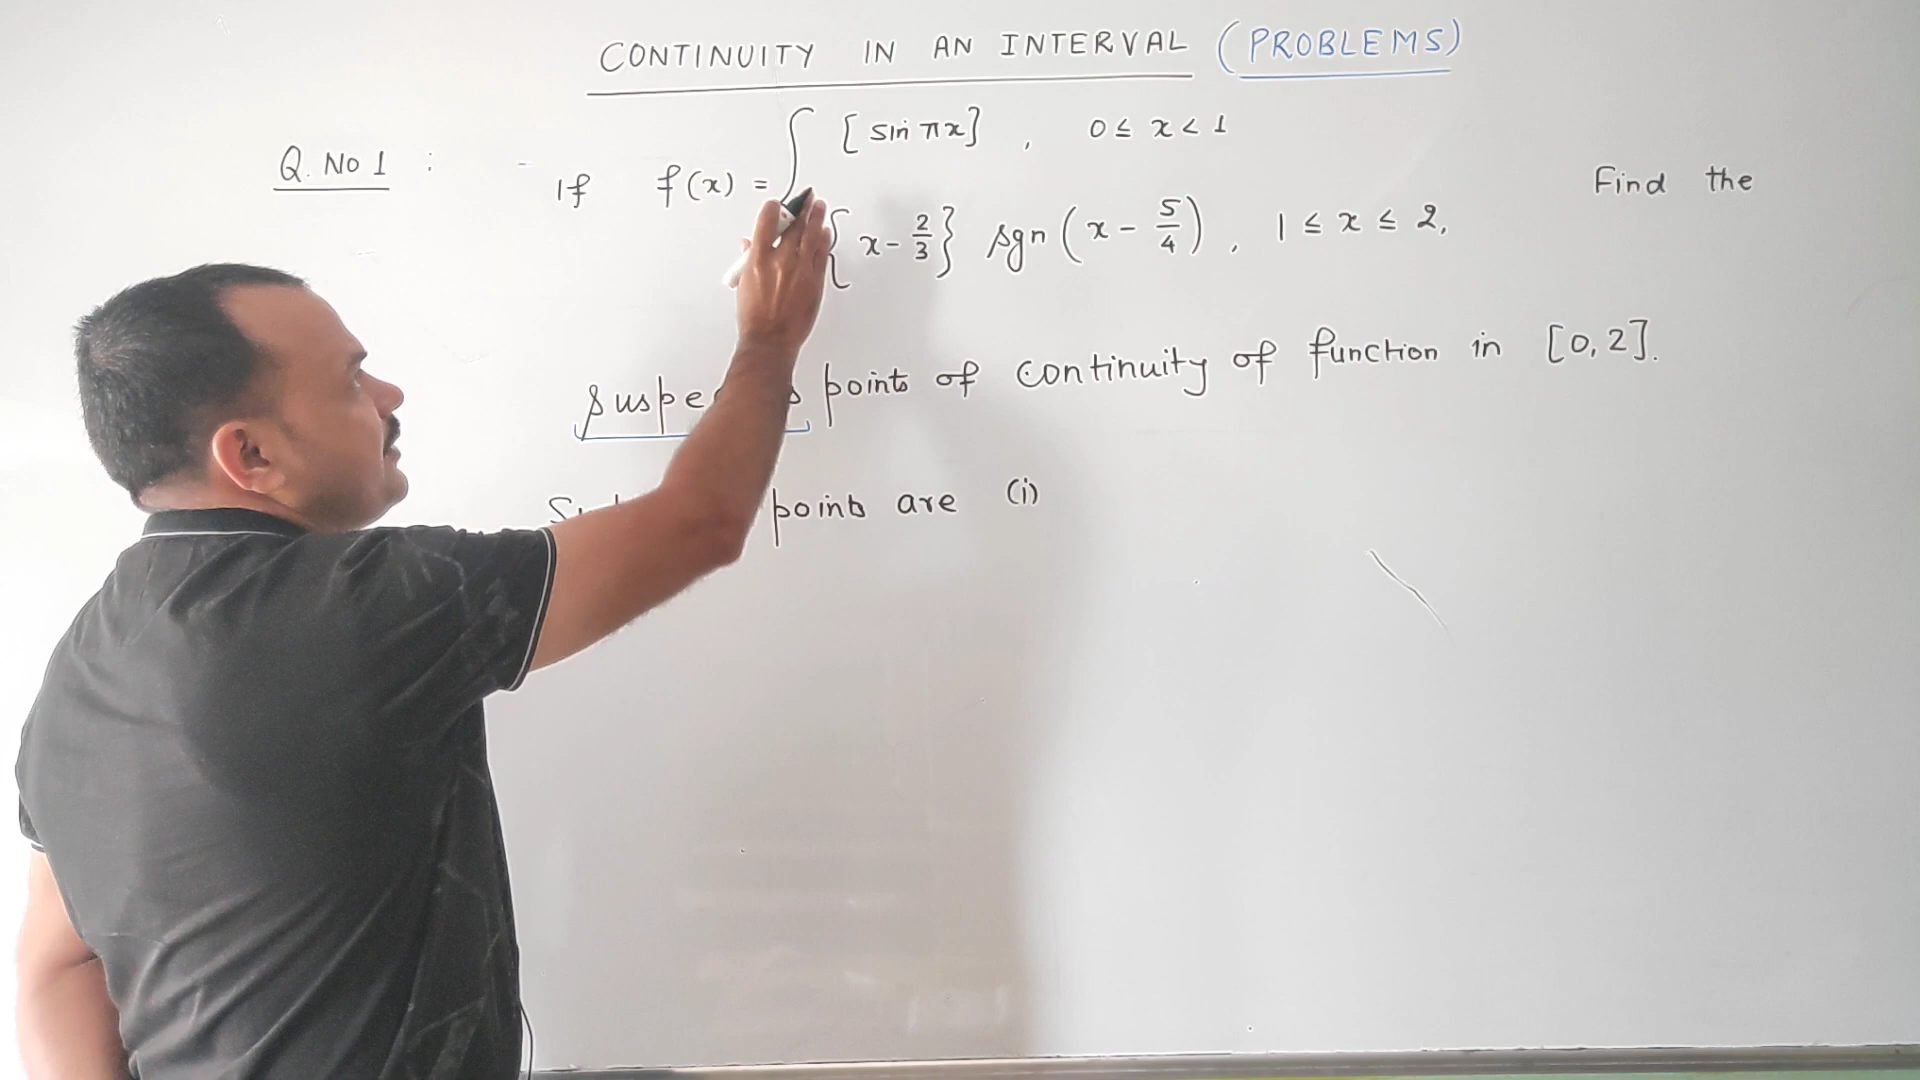 CONTINUITY IN AN INTERVAL (PROBLEMS)
Q. No 1 : If f(x) = { [sin πx] , 0 ≤ x < 1
{x - 2/3} sgn (x - 5/4) , 1 ≤ x ≤ 2, Find the
points of continuity of function in [0, 2].
points are (i)